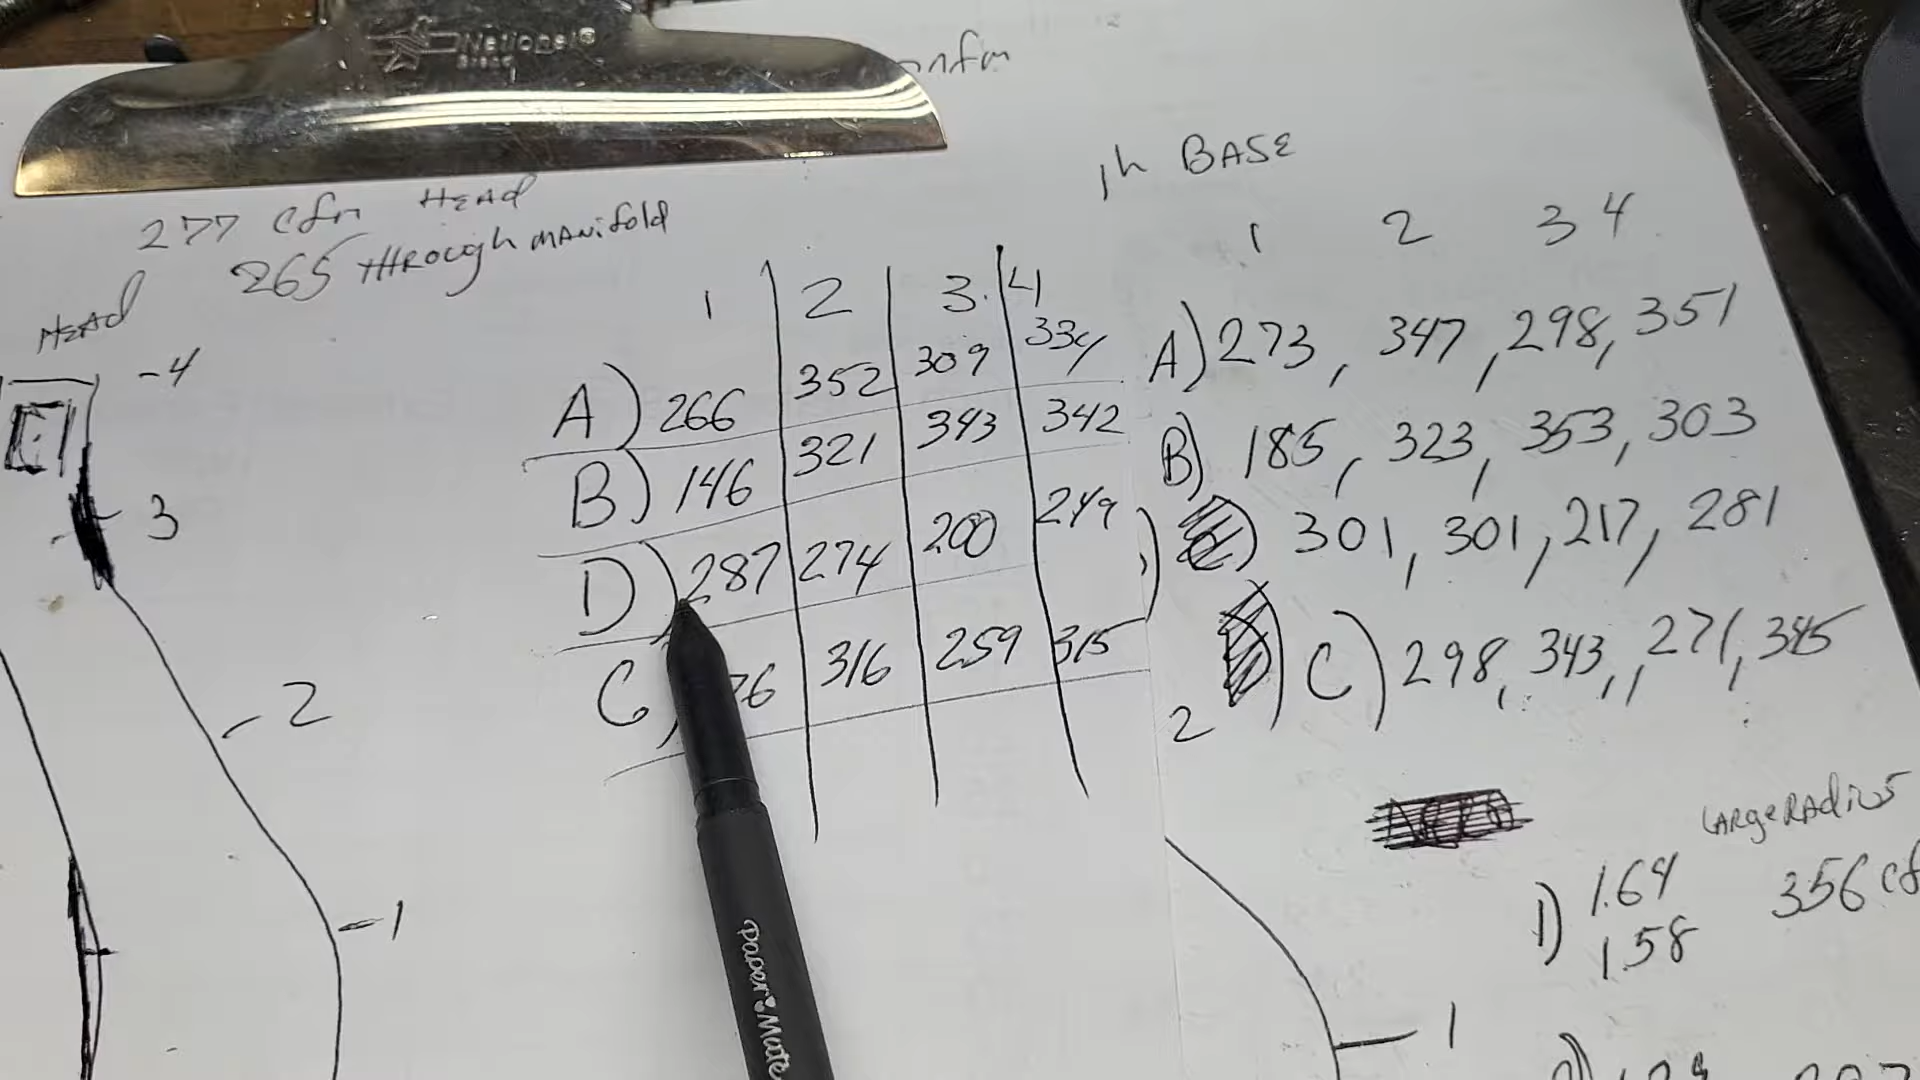 National®
277 cfm HEAD
265 through manifold
HEAD
-4
3
-2
-1
1 2 3. 4
A) 266 352 309 334
B) 146 321 343 342
D) 287 274 200 249
C) 76 316 259 315
BASE
1 2 3 4
A) 273, 347, 298, 351
B) 185, 323, 353, 303
301, 301, 217, 281
C) 298, 343, 271, 345
2
LARge RADius
1) 1.64 356 cf
1.58
1
Paper Mate